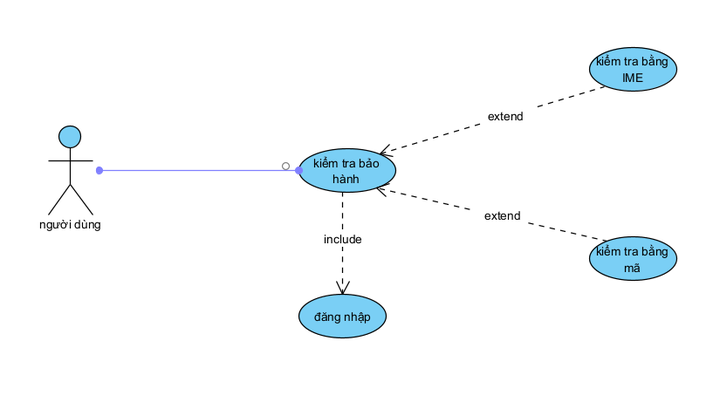 kiểm tra bằng
IME
extend
kiểm tra bảo
hành
người dùng
extend
include
kiểm tra bằng
mã
đăng nhập